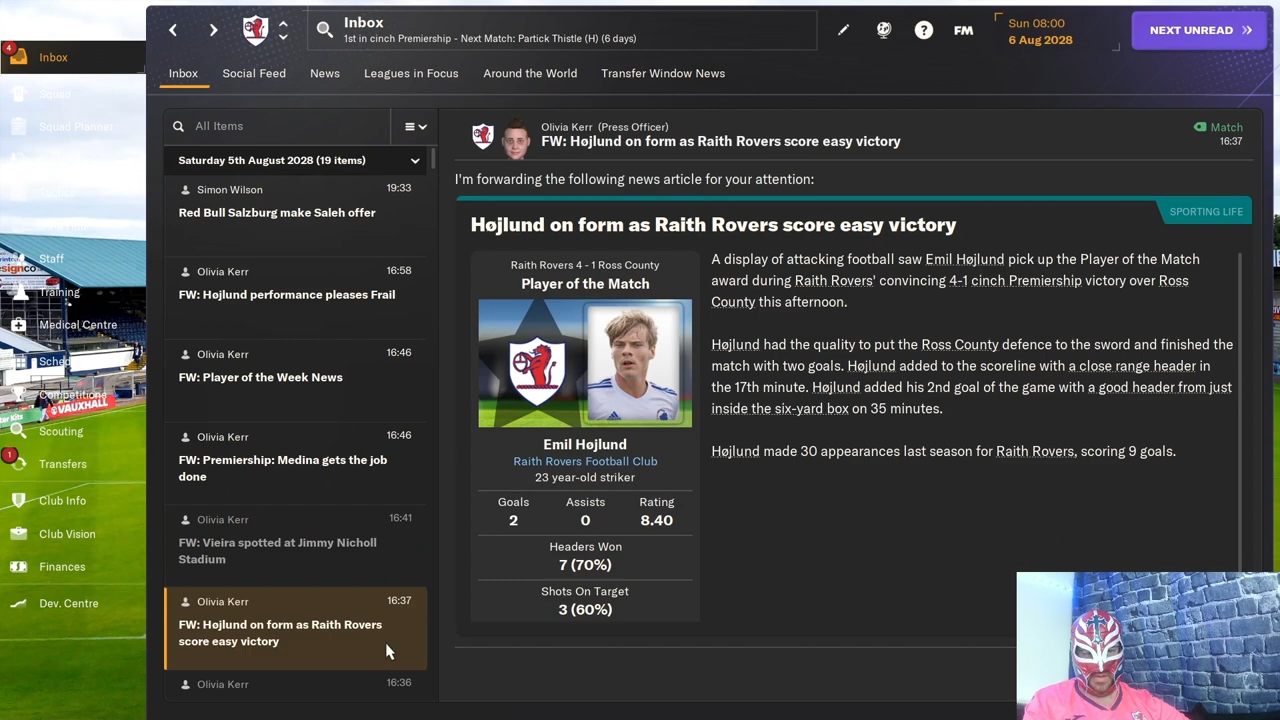 Inbox
1st in cinch Premiership - Next Match: Partick Thistle (H) (6 days)
?
FM
Sun 08:00
6 Aug 2028
NEXT UNREAD
4
Inbox
Squad
Squad Planner
Staff
Training
Medical Centre
Sched
Competitions
Scouting
1
Transfers
Club Info
Club Vision
Finances
Dev. Centre
designco
VAUXHALL
Inbox
Social Feed
News
Leagues in Focus
Around the World
Transfer Window News
All Items
Saturday 5th August 2028 (19 items)
Simon Wilson 19:33
Red Bull Salzburg make Saleh offer
Olivia Kerr 16:58
FW: Højlund performance pleases Frail
Olivia Kerr 16:46
FW: Player of the Week News
Olivia Kerr 16:46
FW: Premiership: Medina gets the job
done
Olivia Kerr 16:41
FW: Vieira spotted at Jimmy Nicholl
Stadium
Olivia Kerr 16:37
FW: Højlund on form as Raith Rovers
score easy victory
Olivia Kerr 16:36
Olivia Kerr (Press Officer)
FW: Højlund on form as Raith Rovers score easy victory
Match
16:37
I'm forwarding the following news article for your attention:
SPORTING LIFE
Højlund on form as Raith Rovers score easy victory
Raith Rovers 4 - 1 Ross County
Player of the Match
Emil Højlund
Raith Rovers Football Club
23 year-old striker
Goals Assists Rating
2 0 8.40
Headers Won
7 (70%)
Shots On Target
3 (60%)
A display of attacking football saw Emil Højlund pick up the Player of the Match
award during Raith Rovers' convincing 4-1 cinch Premiership victory over Ross
County this afternoon.
Højlund had the quality to put the Ross County defence to the sword and finished the
match with two goals. Højlund added to the scoreline with a close range header in
the 17th minute. Højlund added his 2nd goal of the game with a good header from just
inside the six-yard box on 35 minutes.
Højlund made 30 appearances last season for Raith Rovers, scoring 9 goals.